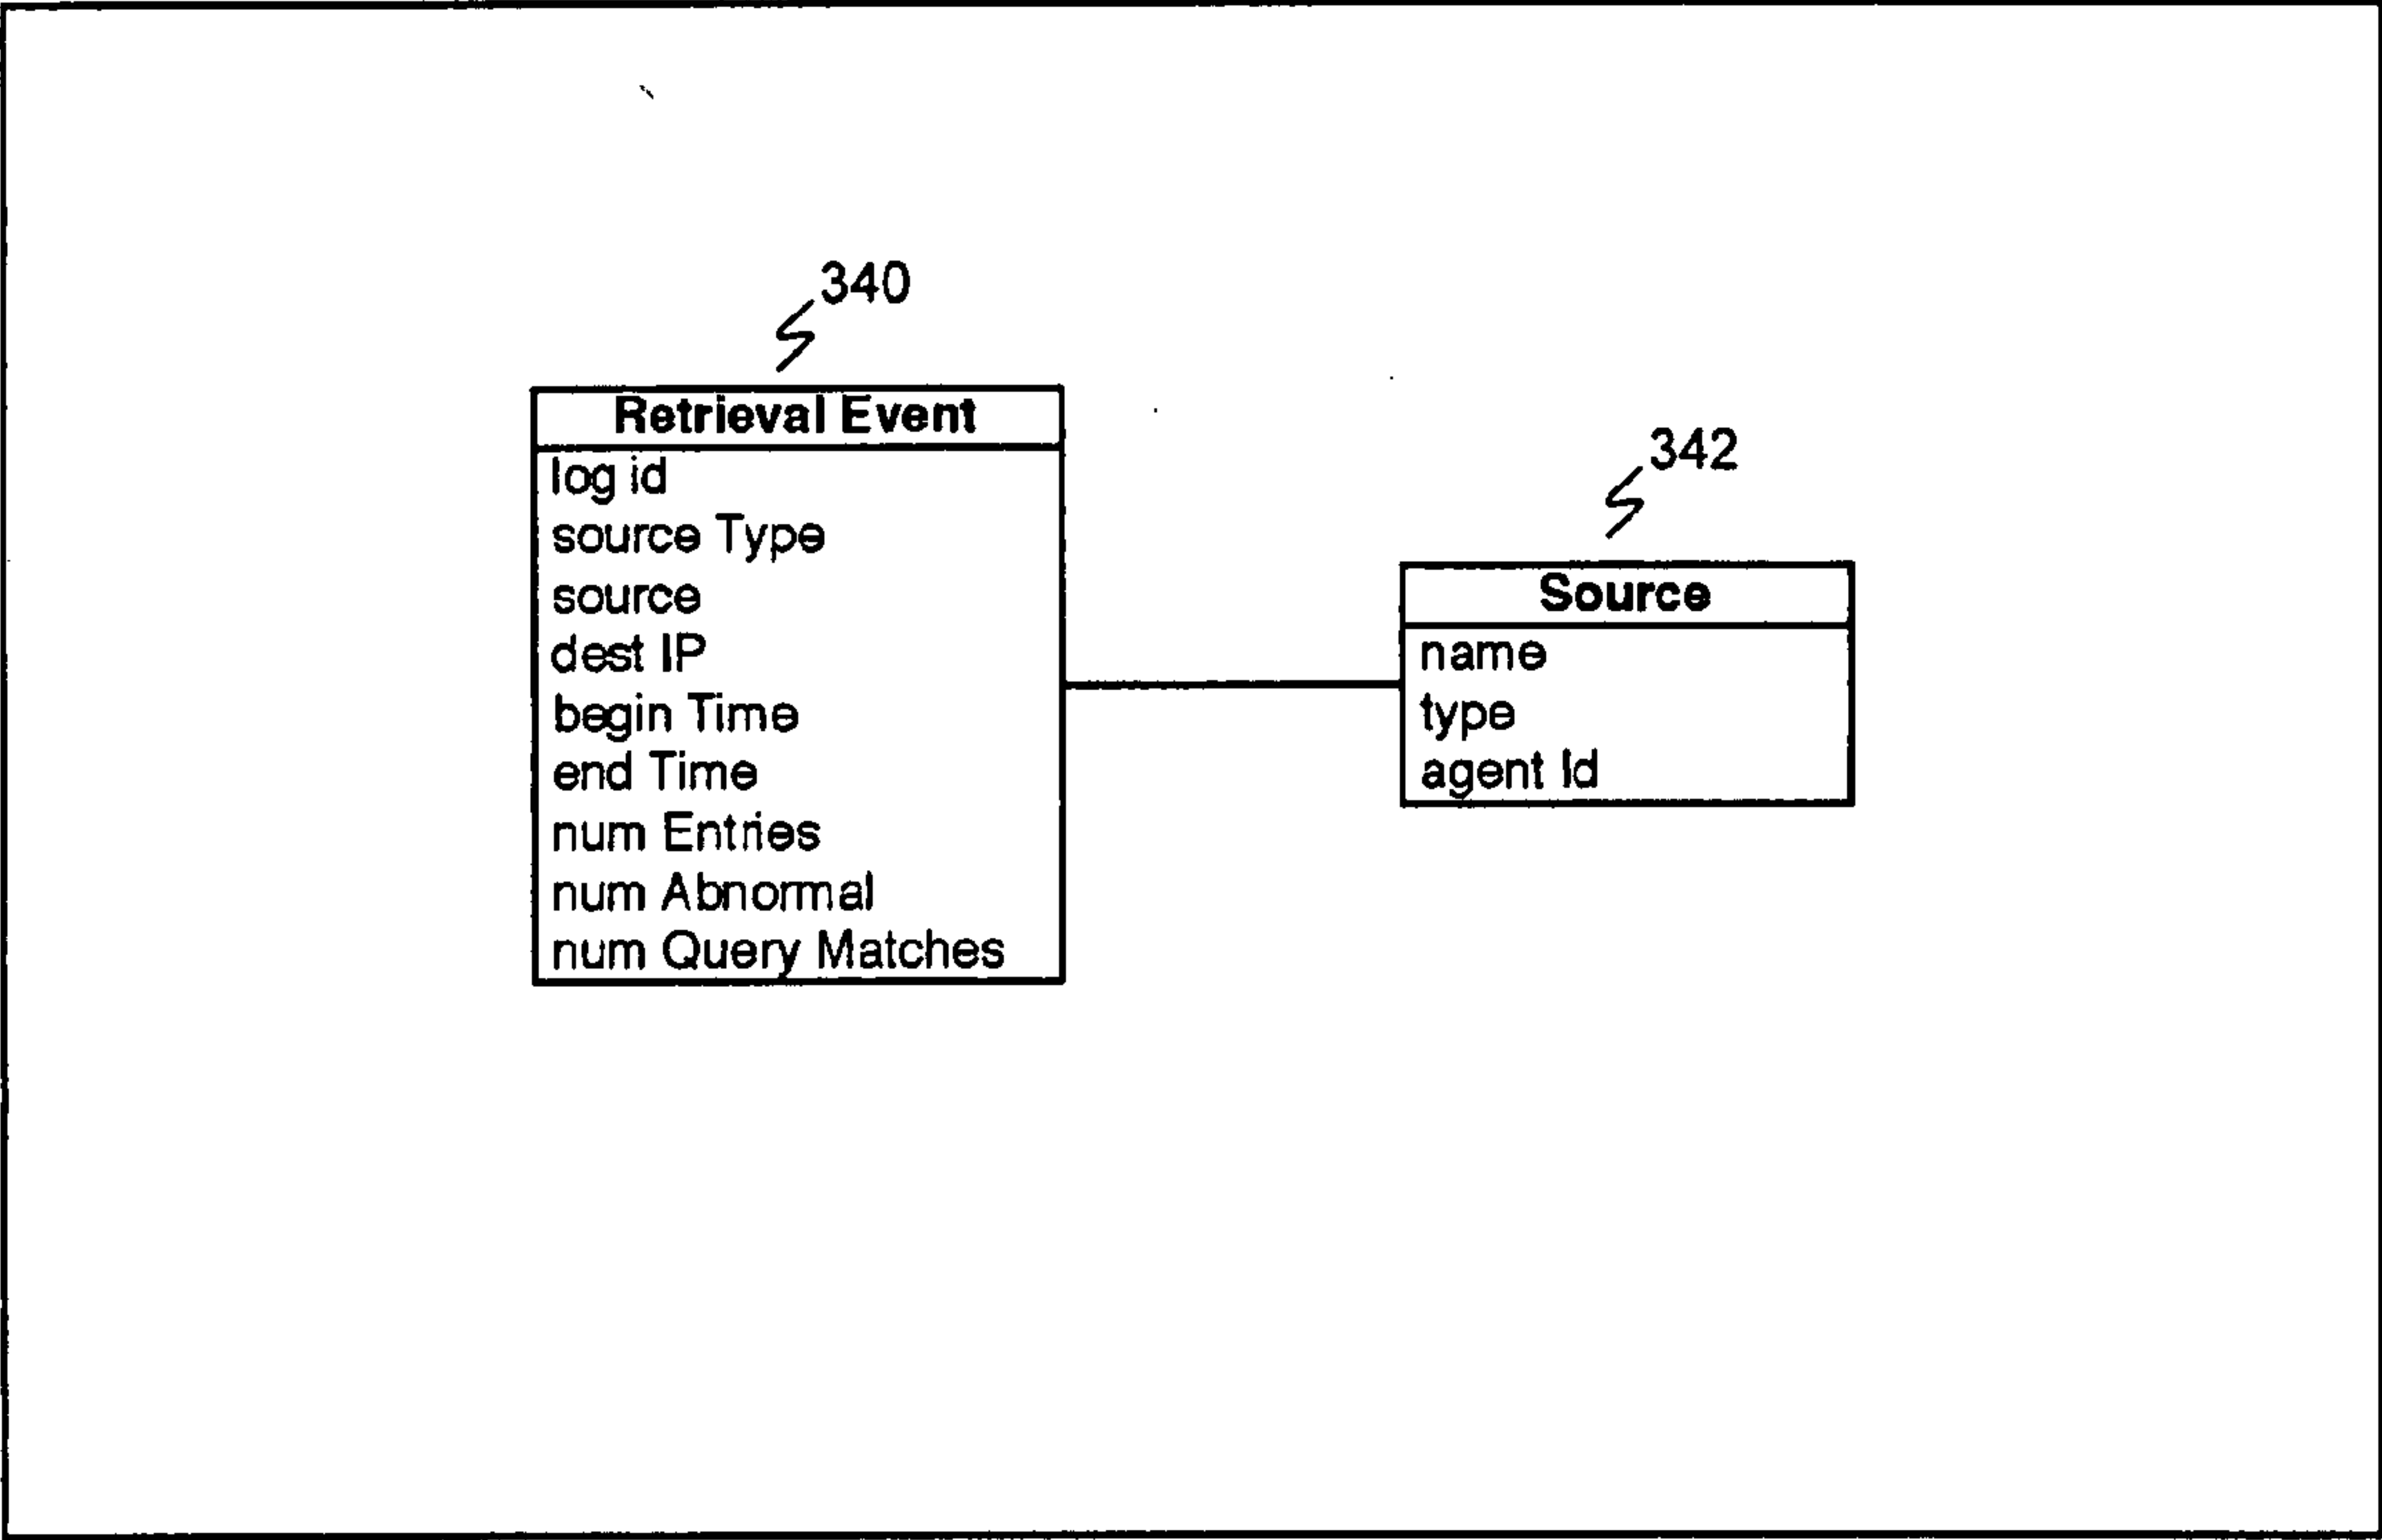 340
Retrieval Event
log id
source Type
source
dest IP
begin Time
end Time
num Entries
num Abnormal
num Query Matches
342
Source
name
type
agent Id